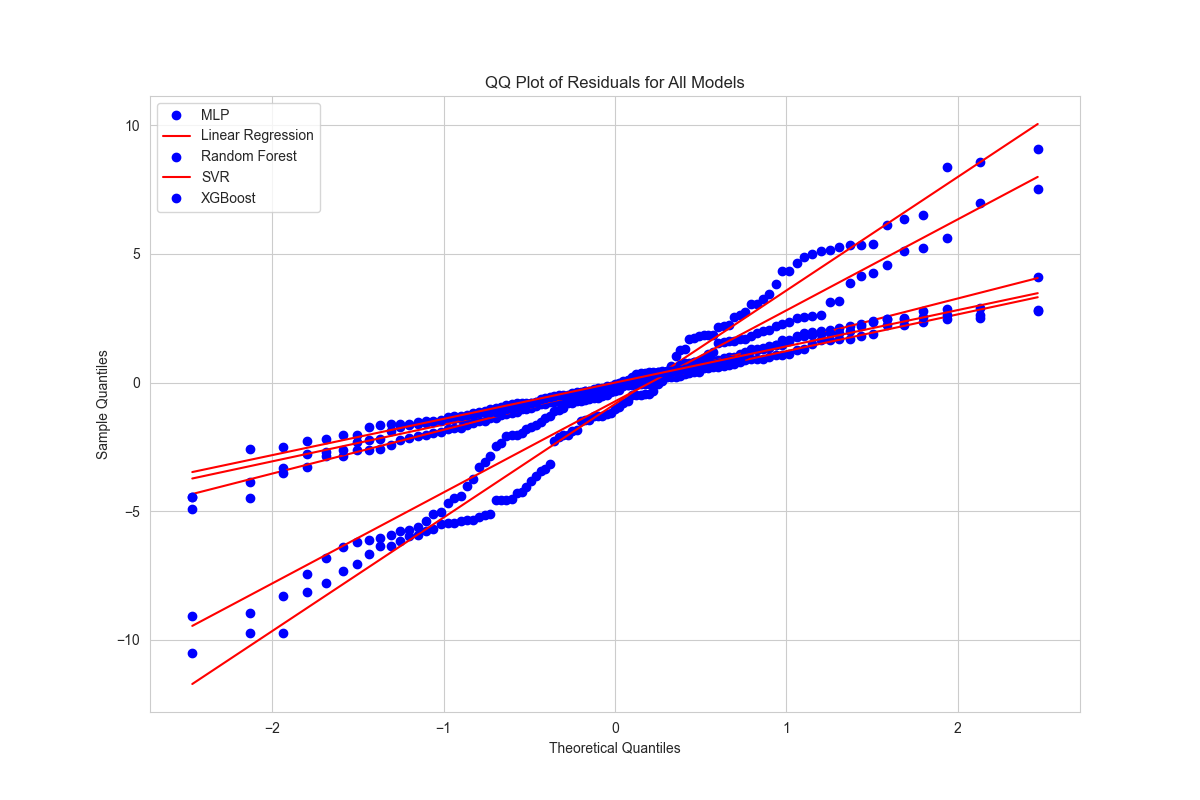 QQ Plot of Residuals for All Models
MLP
Linear Regression
Random Forest
SVR
XGBoost
10
5
0
−5
−10
Sample Quantiles
−2
−1
0
1
2
Theoretical Quantiles